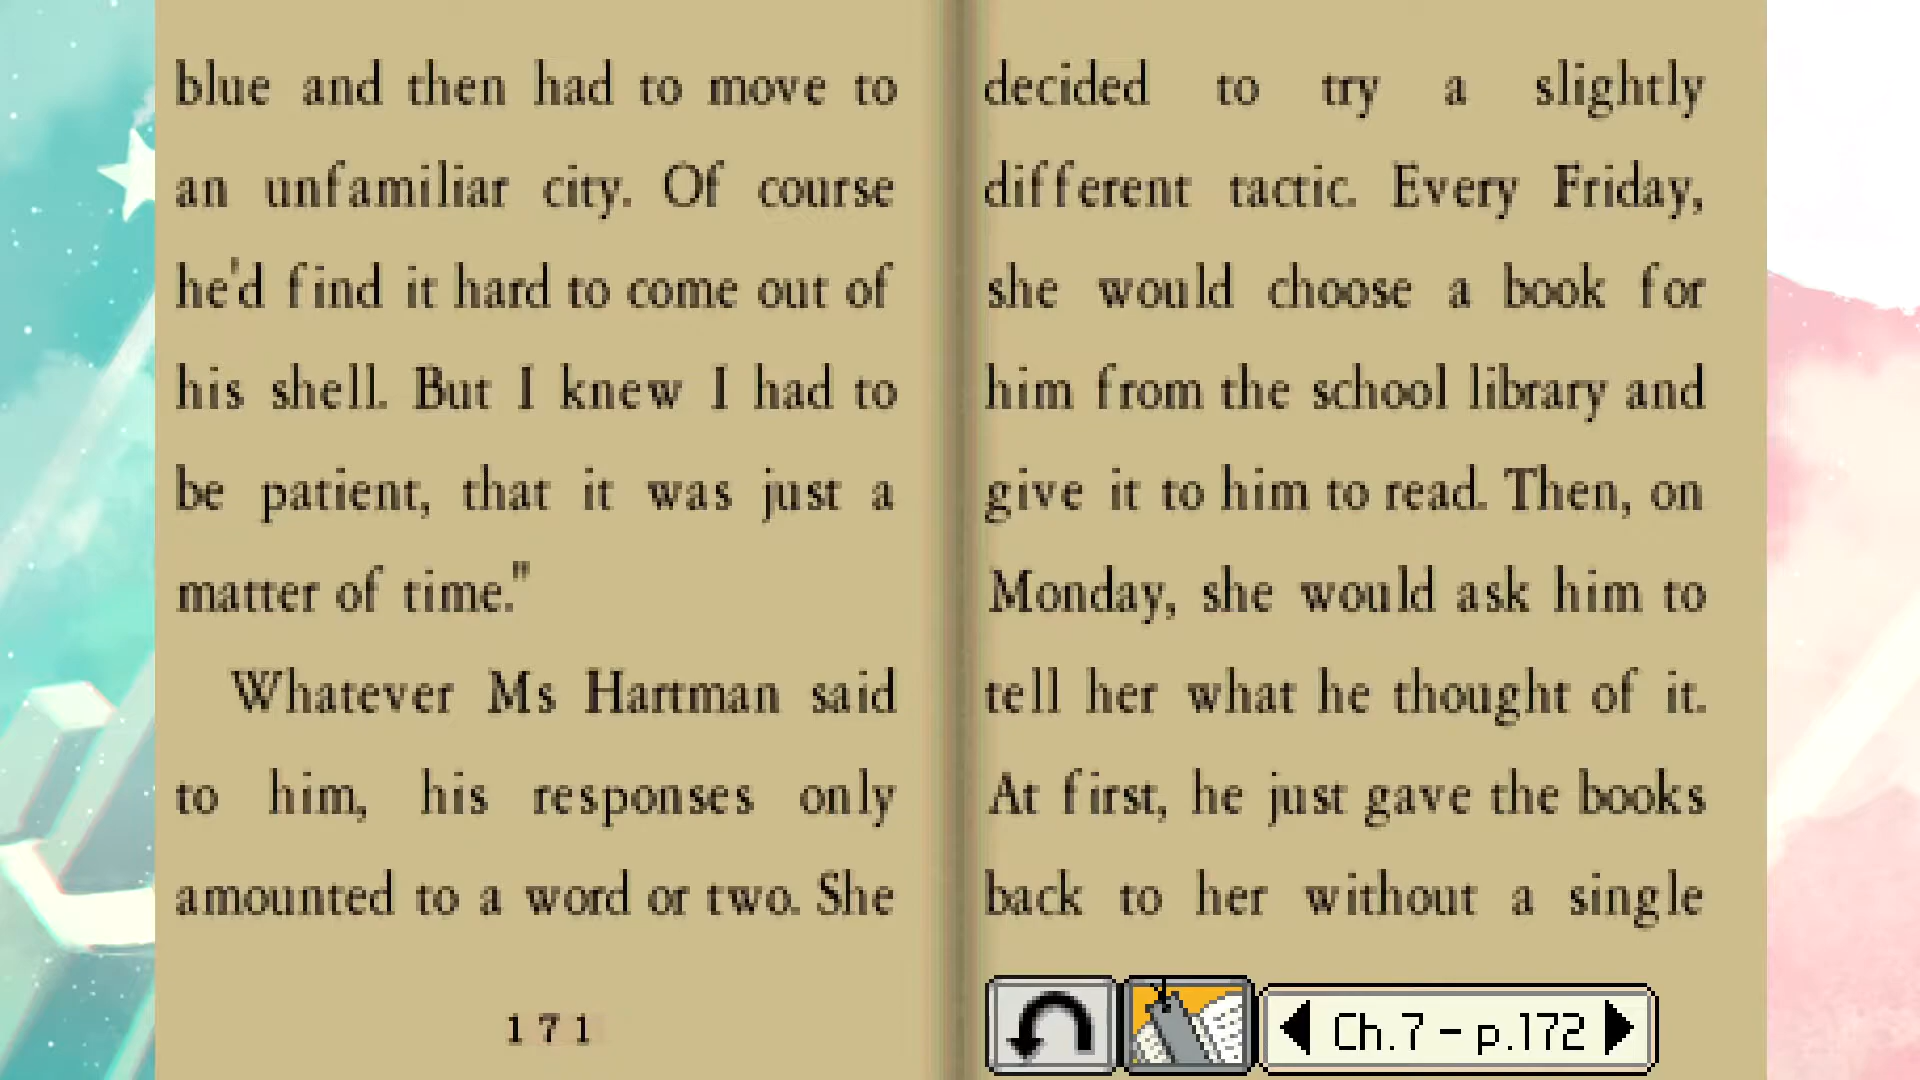 blue and then had to move to
an unfamiliar city. Of course
he'd find it hard to come out of
his shell. But I knew I had to
be patient, that it was just a
matter of time."
Whatever Ms Hartman said
to him, his responses only
amounted to a word or two. She
171
decided to try a slightly
different tactic. Every Friday,
she would choose a book for
him from the school library and
give it to him to read. Then, on
Monday, she would ask him to
tell her what he thought of it.
At first, he just gave the books
back to her without a single
Ch.7 - p.172